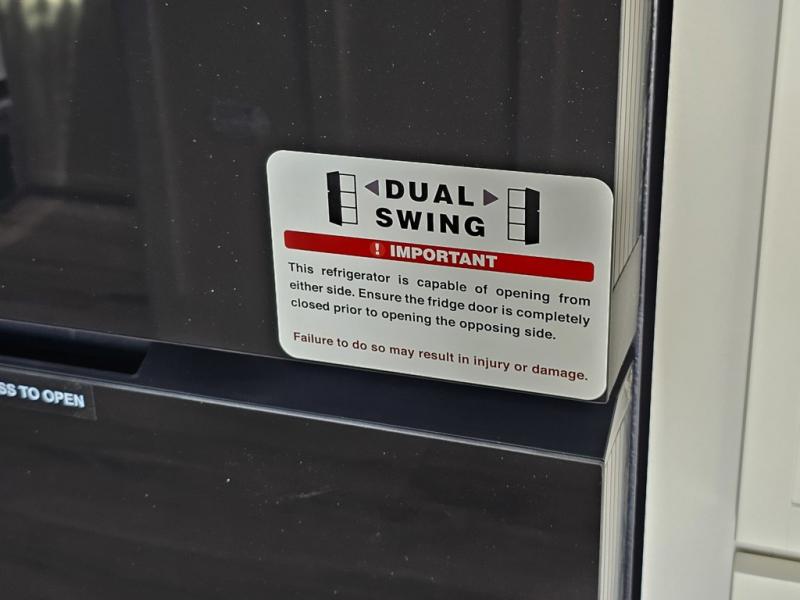 DUAL
SWING
! IMPORTANT
This refrigerator is capable of opening from
either side. Ensure the fridge door is completely
closed prior to opening the opposing side.
Failure to do so may result in injury or damage.
SS TO OPEN